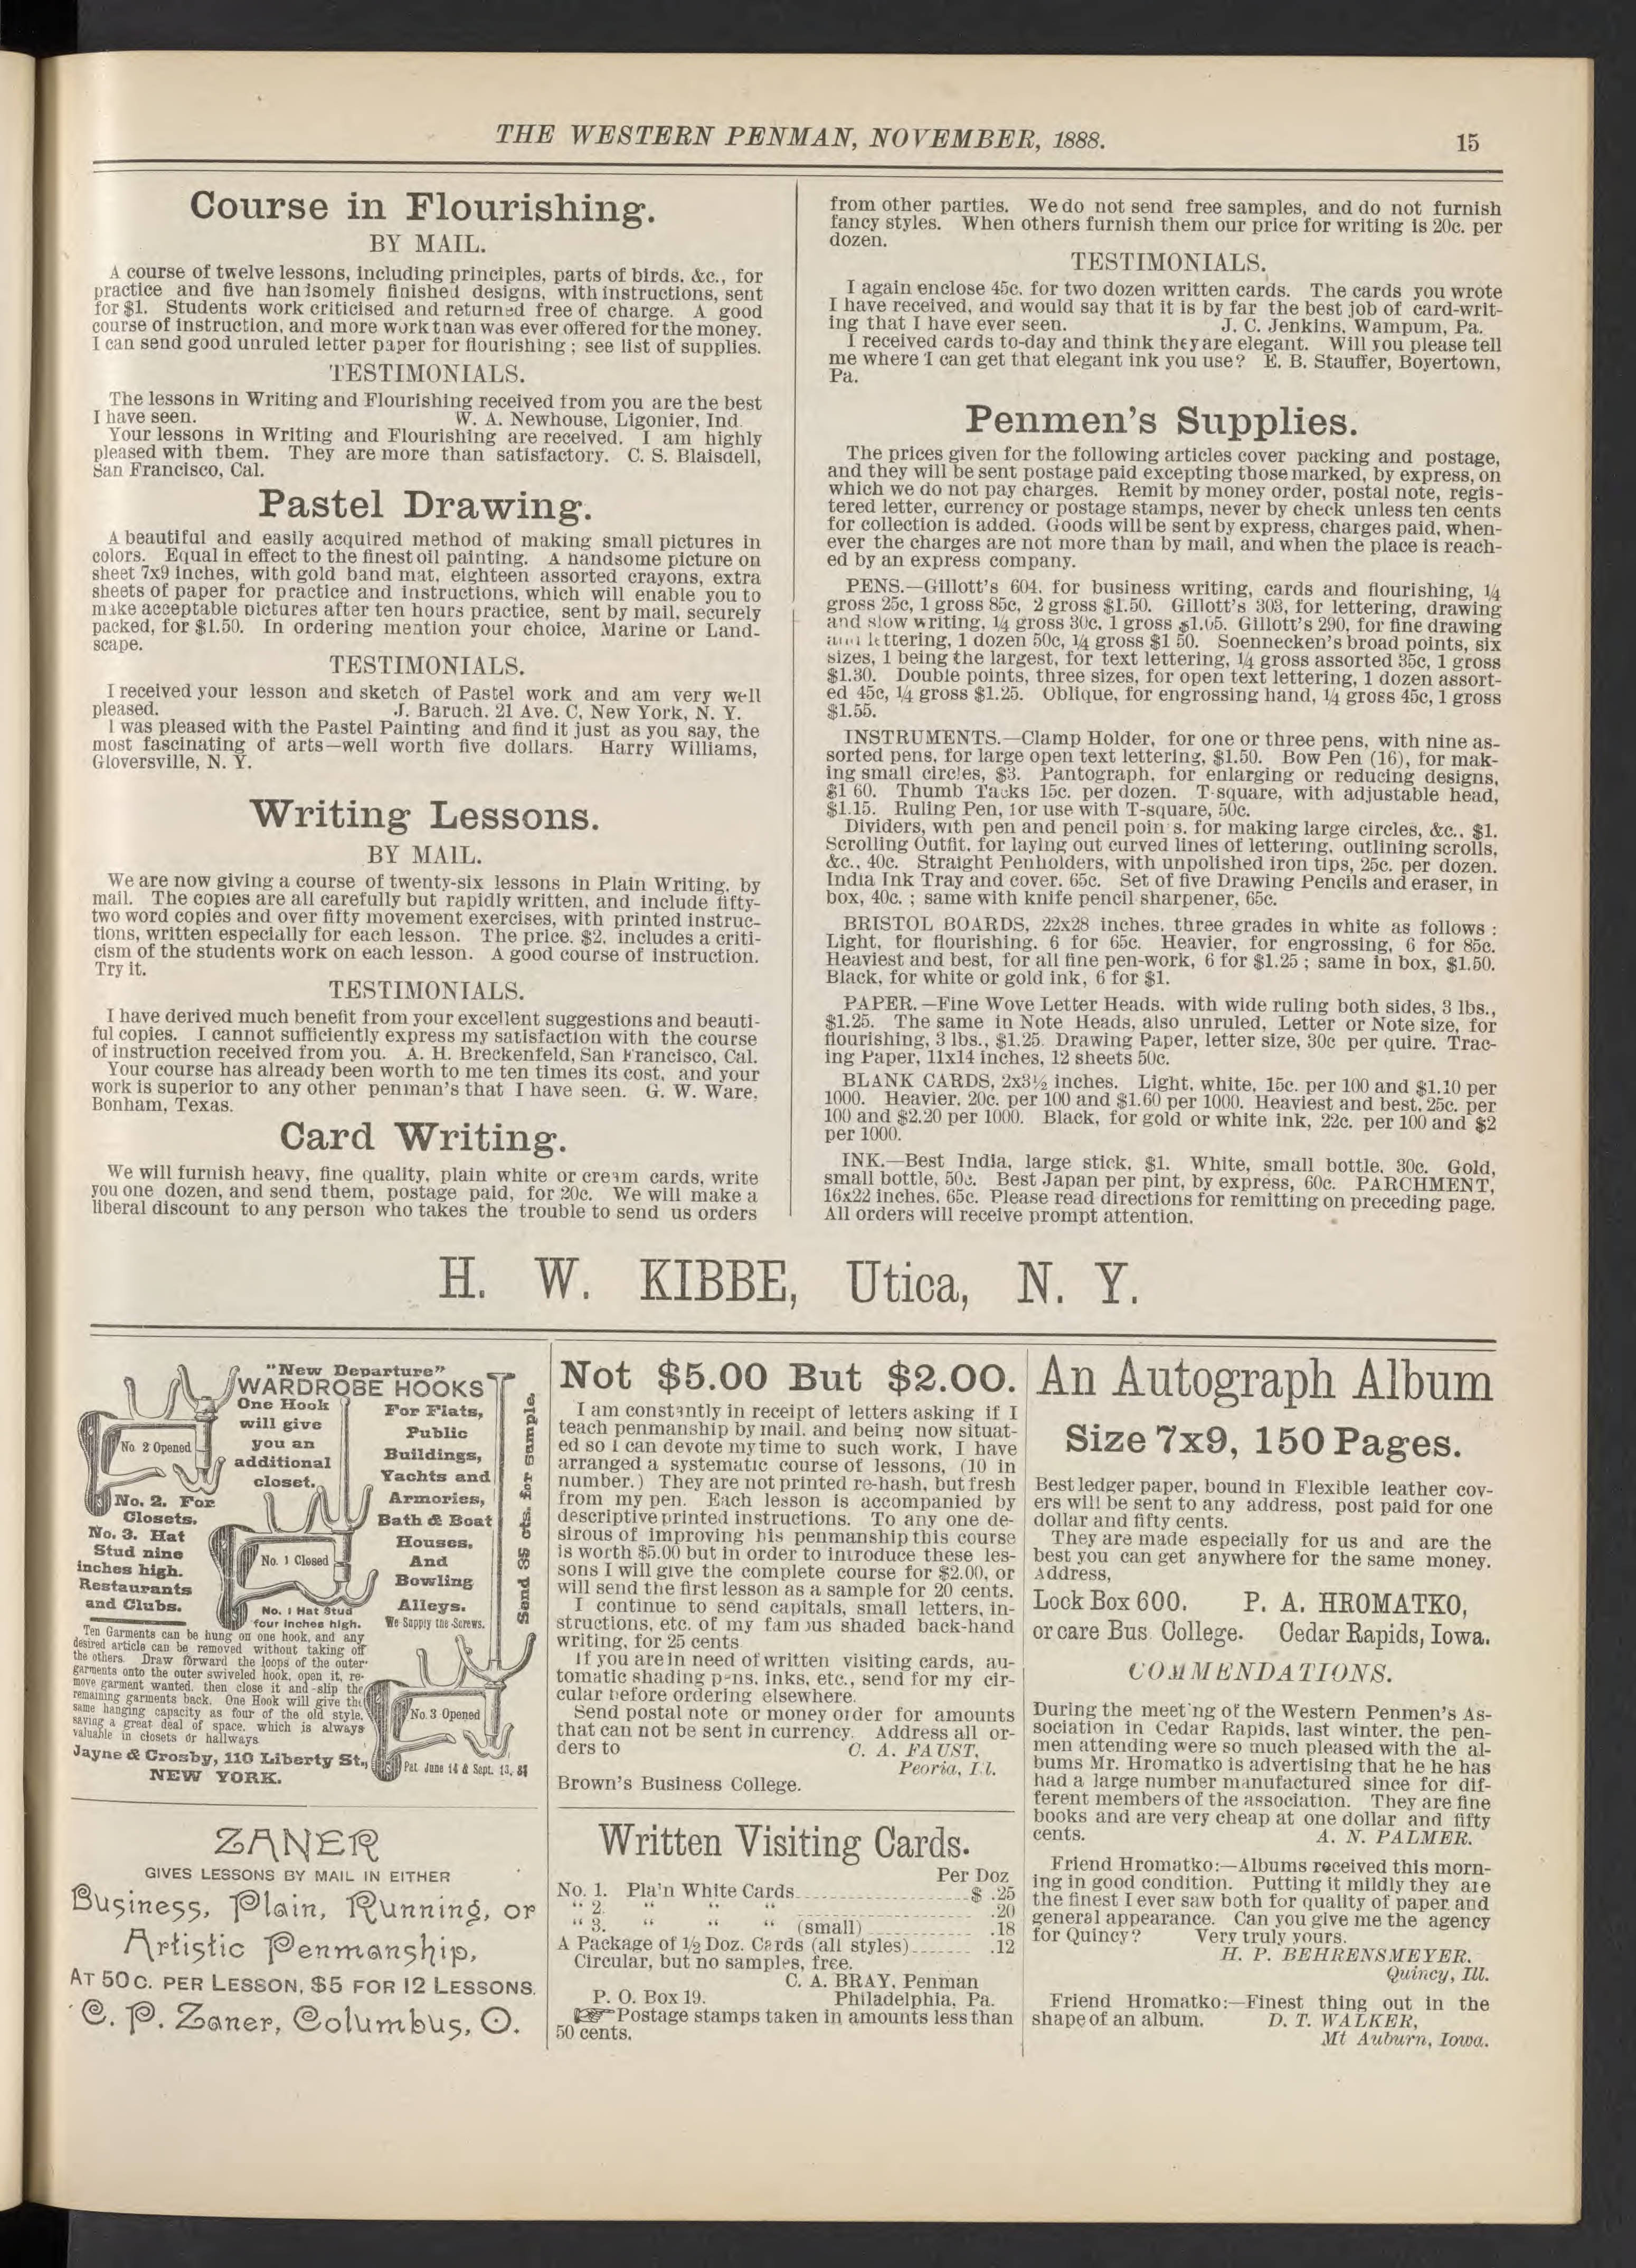 THE WESTERN PENMAN, NOVEMBER, 1888.
15
Course in Flourishing.
BY MAIL.
A course of twelve lessons, including principles, parts of birds, &c., for
practice and five handsomely finished designs, with instructions, sent
for $1. Students work criticised and returned free of charge. A good
course of instruction, and more work than was ever offered for the money.
I can send good unruled letter paper for flourishing ; see list of supplies.
TESTIMONIALS.
The lessons in Writing and Flourishing received from you are the best
I have seen. W. A. Newhouse, Ligonier, Ind.
Your lessons in Writing and Flourishing are received. I am highly
pleased with them. They are more than satisfactory. C. S. Blaisdell,
San Francisco, Cal.
Pastel Drawing.
A beautiful and easily acquired method of making small pictures in
colors. Equal in effect to the finest oil painting. A handsome picture on
sheet 7x9 inches, with gold band mat, eighteen assorted crayons, extra
sheets of paper for practice and instructions, which will enable you to
make acceptable pictures after ten hours practice, sent by mail, securely
packed, for $1.50. In ordering mention your choice, Marine or Land-
scape.
TESTIMONIALS.
I received your lesson and sketch of Pastel work and am very well
pleased. J. Baruch, 21 Ave. C, New York, N. Y.
I was pleased with the Pastel Painting and find it just as you say, the
most fascinating of arts—well worth five dollars. Harry Williams,
Gloversville, N. Y.
Writing Lessons.
BY MAIL.
We are now giving a course of twenty-six lessons in Plain Writing, by
mail. The copies are all carefully but rapidly written, and include fifty-
two word copies and over fifty movement exercises, with printed instruc-
tions, written especially for each lesson. The price, $2, includes a criti-
cism of the students work on each lesson. A good course of instruction.
Try it.
TESTIMONIALS.
I have derived much benefit from your excellent suggestions and beauti-
ful copies. I cannot sufficiently express my satisfaction with the course
of instruction received from you. A. H. Breckenfeld, San Francisco, Cal.
Your course has already been worth to me ten times its cost, and your
work is superior to any other penman's that I have seen. G. W. Ware,
Bonham, Texas.
Card Writing.
We will furnish heavy, fine quality, plain white or cream cards, write
you one dozen, and send them, postage paid, for 20c. We will make a
liberal discount to any person who takes the trouble to send us orders
from other parties. We do not send free samples, and do not furnish
fancy styles. When others furnish them our price for writing is 20c. per
dozen.
TESTIMONIALS.
I again enclose 45c. for two dozen written cards. The cards you wrote
I have received, and would say that it is by far the best job of card-writ-
ing that I have ever seen. J. C. Jenkins, Wampum, Pa.
I received cards to-day and think they are elegant. Will you please tell
me where I can get that elegant ink you use? E. B. Stauffer, Boyertown,
Pa.
Penmen's Supplies.
The prices given for the following articles cover packing and postage,
and they will be sent postage paid excepting those marked, by express, on
which we do not pay charges. Remit by money order, postal note, regis-
tered letter, currency or postage stamps, never by check unless ten cents
for collection is added. Goods will be sent by express, charges paid, when-
ever the charges are not more than by mail, and when the place is reach-
ed by an express company.
PENS.—Gillott's 604, for business writing, cards and flourishing, ¼
gross 25c, 1 gross 85c, 2 gross $1.50. Gillott's 303, for lettering, drawing
and slow writing, ¼ gross 30c, 1 gross $1.05. Gillott's 290, for fine drawing
and lettering, 1 dozen 50c, ¼ gross $1 50. Soennecken's broad points, six
sizes, 1 being the largest, for text lettering, ¼ gross assorted 35c, 1 gross
$1.30. Double points, three sizes, for open text lettering, 1 dozen assort-
ed 45c, ¼ gross $1.25. Oblique, for engrossing hand, ¼ gross 45c, 1 gross
$1.55.
INSTRUMENTS.—Clamp Holder, for one or three pens, with nine as-
sorted pens, for large open text lettering, $1.50. Bow Pen (16), for mak-
ing small circles, $3. Pantograph, for enlarging or reducing designs,
$1 60. Thumb Tacks 15c. per dozen. T-square, with adjustable head,
$1.15. Ruling Pen, for use with T-square, 50c.
Dividers, with pen and pencil points, for making large circles, &c., $1.
Scrolling Outfit, for laying out curved lines of lettering, outlining scrolls,
&c., 40c. Straight Penholders, with unpolished iron tips, 25c. per dozen.
India Ink Tray and cover, 65c. Set of five Drawing Pencils and eraser, in
box, 40c. ; same with knife pencil sharpener, 65c.
BRISTOL BOARDS, 22x28 inches, three grades in white as follows :
Light, for flourishing, 6 for 65c. Heavier, for engrossing, 6 for 85c.
Heaviest and best, for all fine pen-work, 6 for $1.25 ; same in box, $1.50.
Black, for white or gold ink, 6 for $1.
PAPER.—Fine Wove Letter Heads, with wide ruling both sides, 3 lbs.,
$1.25. The same in Note Heads, also unruled, Letter or Note size, for
flourishing, 3 lbs., $1.25. Drawing Paper, letter size, 30c per quire. Trac-
ing Paper, 11x14 inches, 12 sheets 50c.
BLANK CARDS, 2x3½ inches. Light, white, 15c. per 100 and $1.10 per
1000. Heavier, 20c. per 100 and $1.60 per 1000. Heaviest and best, 25c. per
100 and $2.20 per 1000. Black, for gold or white ink, 22c. per 100 and $2
per 1000.
INK.—Best India, large stick, $1. White, small bottle, 30c. Gold,
small bottle, 50c. Best Japan per pint, by express, 60c. PARCHMENT,
16x22 inches, 65c. Please read directions for remitting on preceding page.
All orders will receive prompt attention.
H. W. KIBBE, Utica, N. Y.
"New Departure"
WARDROBE HOOKS
One Hook
will give
you an
additional
closet.
For Flats,
Public
Buildings,
Yachts and
Armories,
Bath & Boat
Houses,
And
Bowling
Alleys.
We Supply the Screws.
Send 35 cts. for sample.
No. 2 Opened
No. 2. For
Closets.
No. 3. Hat
Stud nine
inches high.
Restaurants
and Clubs.
No. 1 Closed
No. 1 Hat Stud
four inches high.
Ten Garments can be hung on one hook, and any
desired article can be removed without taking off
the others. Draw forward the loops of the outer
garments onto the outer swiveled hook, open it, re-
move garment wanted, then close it and slip the
remaining garments back. One Hook will give the
same hanging capacity as four of the old style,
saving a great deal of space, which is always
valuable in closets or hallways
No. 3 Opened
Jayne & Crosby, 110 Liberty St.,
NEW YORK.
Pat June 14 & Sept. 13, 87
ZANER
GIVES LESSONS BY MAIL IN EITHER
Business, Plain, Running, or
Artistic Penmanship,
AT 50C. PER LESSON, $5 FOR 12 LESSONS.
C. P. Zaner, Columbus, O.
Not $5.00 But $2.00.
I am constantly in receipt of letters asking if I
teach penmanship by mail, and being now situat-
ed so I can devote my time to such work, I have
arranged a systematic course of lessons, (10 in
number.) They are not printed re-hash, but fresh
from my pen. Each lesson is accompanied by
descriptive printed instructions. To any one de-
sirous of improving his penmanship this course
is worth $5.00 but in order to introduce these les-
sons I will give the complete course for $2.00, or
will send the first lesson as a sample for 20 cents.
I continue to send capitals, small letters, in-
structions, etc. of my famous shaded back-hand
writing, for 25 cents
If you are in need of written visiting cards, au-
tomatic shading pens, inks, etc., send for my cir-
cular before ordering elsewhere.
Send postal note or money order for amounts
that can not be sent in currency. Address all or-
ders to C. A. FAUST,
Peoria, Ill.
Brown's Business College.
Written Visiting Cards.
Per Doz
No. 1. Plain White Cards $ .25
" 2. " " " .20
" 3. " " " (small) .18
A Package of ½ Doz. Cards (all styles) .12
Circular, but no samples, free.
C. A. BRAY, Penman
P. O. Box 19. Philadelphia, Pa.
☞Postage stamps taken in amounts less than
50 cents.
An Autograph Album
Size 7x9, 150 Pages.
Best ledger paper, bound in Flexible leather cov-
ers will be sent to any address, post paid for one
dollar and fifty cents.
They are made especially for us and are the
best you can get anywhere for the same money.
Address,
Lock Box 600. P. A. HROMATKO,
or care Bus. College. Cedar Rapids, Iowa.
COMMENDATIONS.
During the meeting of the Western Penmen's As-
sociation in Cedar Rapids, last winter, the pen-
men attending were so much pleased with the al-
bums Mr. Hromatko is advertising that he he has
had a large number manufactured since for dif-
ferent members of the association. They are fine
books and are very cheap at one dollar and fifty
cents. A. N. PALMER.
Friend Hromatko:—Albums received this morn-
ing in good condition. Putting it mildly they are
the finest I ever saw both for quality of paper and
general appearance. Can you give me the agency
for Quincy? Very truly yours.
H. P. BEHRENSMEYER.
Quincy, Ill.
Friend Hromatko:—Finest thing out in the
shape of an album. D. T. WALKER,
Mt Auburn, Iowa.